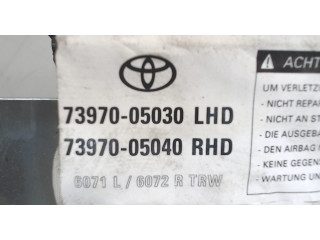 73970-05030 LHD
73970-05040 RHD
6071 L / 6072 R TRW
ACHT
UM VERLETZ
- NICHT REPA
- NICHT AN ST
- DIE AUSGEBA
DEN AIRBAG
- KEINE GEGEN
- WARTUNG UN